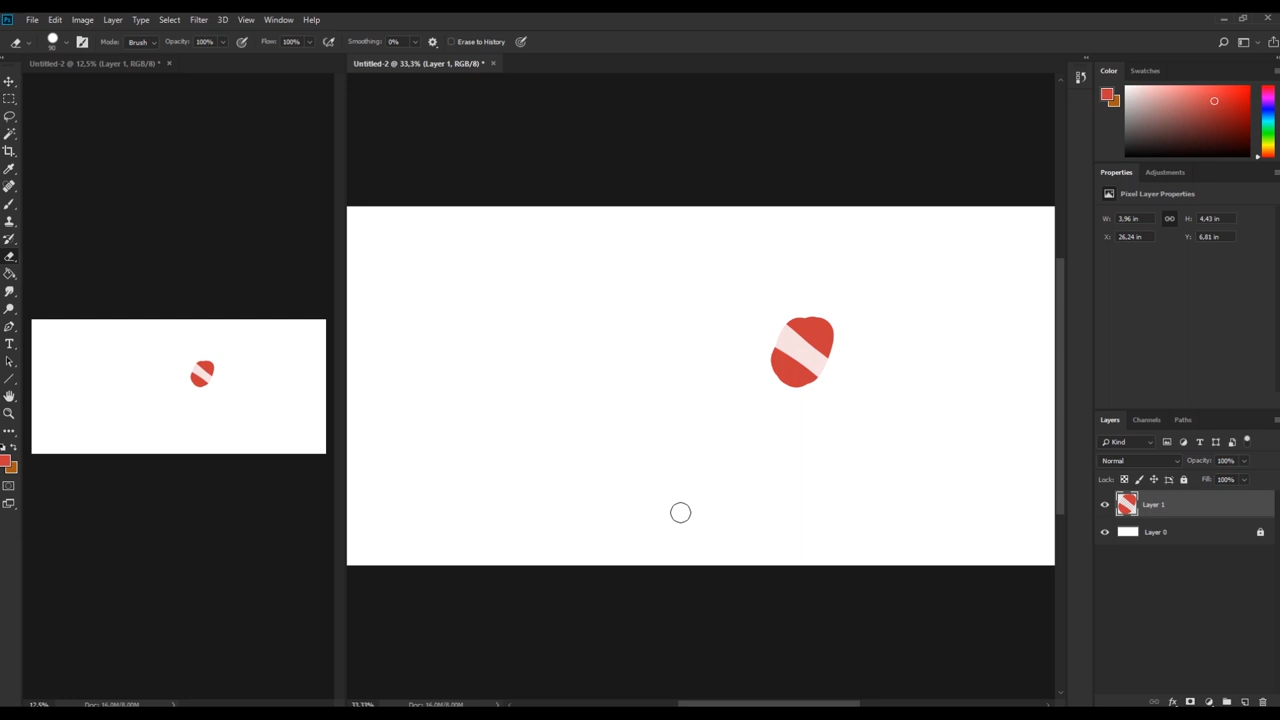 Ps File Edit Image Layer Type Select Filter 3D View Window Help
90 Mode: Brush Opacity: 100% Flow: 100% Smoothing: 0% Erase to History
Untitled-2 @ 12,5% (Layer 1, RGB/8) * × Untitled-2 @ 33,3% (Layer 1, RGB/8) * ×
Color Swatches
Properties Adjustments
Pixel Layer Properties
W: 3,96 in H: 4,43 in
X: 26,24 in Y: 6,81 in
Layers Channels Paths
Kind
Normal Opacity: 100%
Lock: Fill: 100%
Layer 1
Layer 0
12,5% Doc: 16,0M/8,00M 33,33% Doc: 16,0M/8,00M